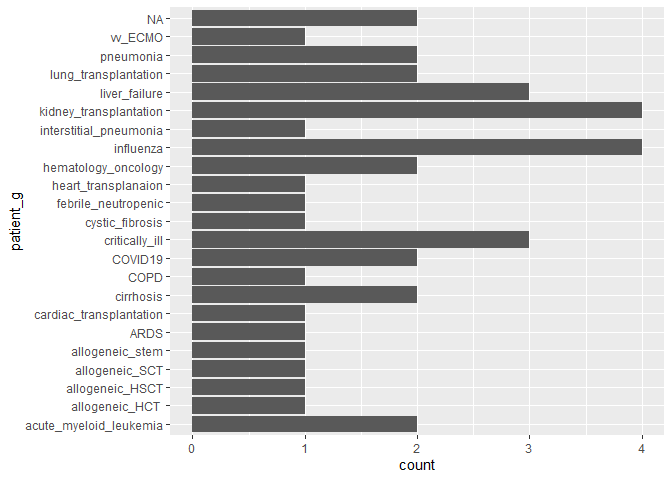 NA
vv_ECMO
pneumonia
lung_transplantation
liver_failure
kidney_transplantation
interstitial_pneumonia
influenza
hematology_oncology
heart_transplanaion
febrile_neutropenic
cystic_fibrosis
critically_ill
COVID19
COPD
cirrhosis
cardiac_transplantation
ARDS
allogeneic_stem
allogeneic_SCT
allogeneic_HSCT
allogeneic_HCT
acute_myeloid_leukemia
patient_g
0 1 2 3 4
count